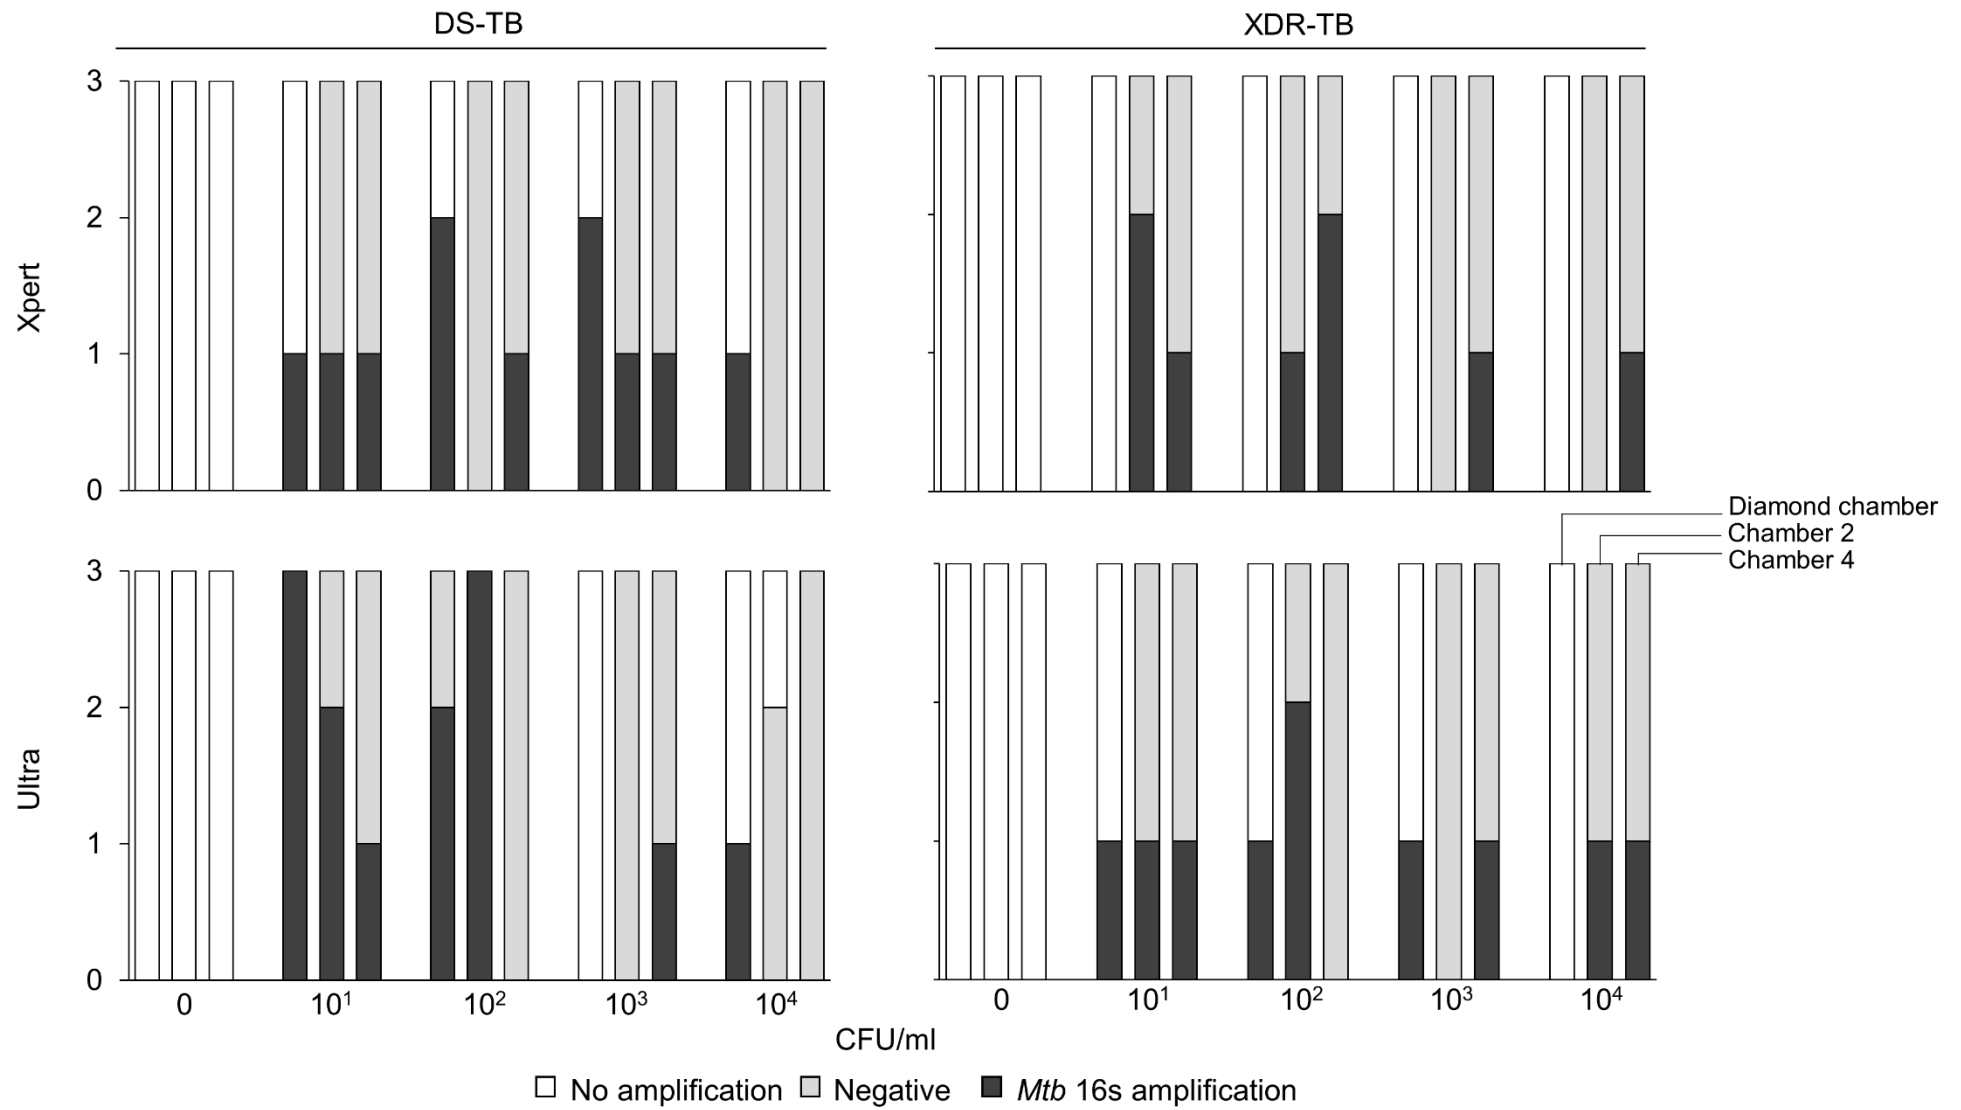 DS-TB
XDR-TB
Xpert
3
2
1
0
Diamond chamber
Chamber 2
Chamber 4
Ultra
3
2
1
0
0 10¹ 10² 10³ 10⁴
0 10¹ 10² 10³ 10⁴
CFU/ml
No amplification Negative Mtb 16s amplification